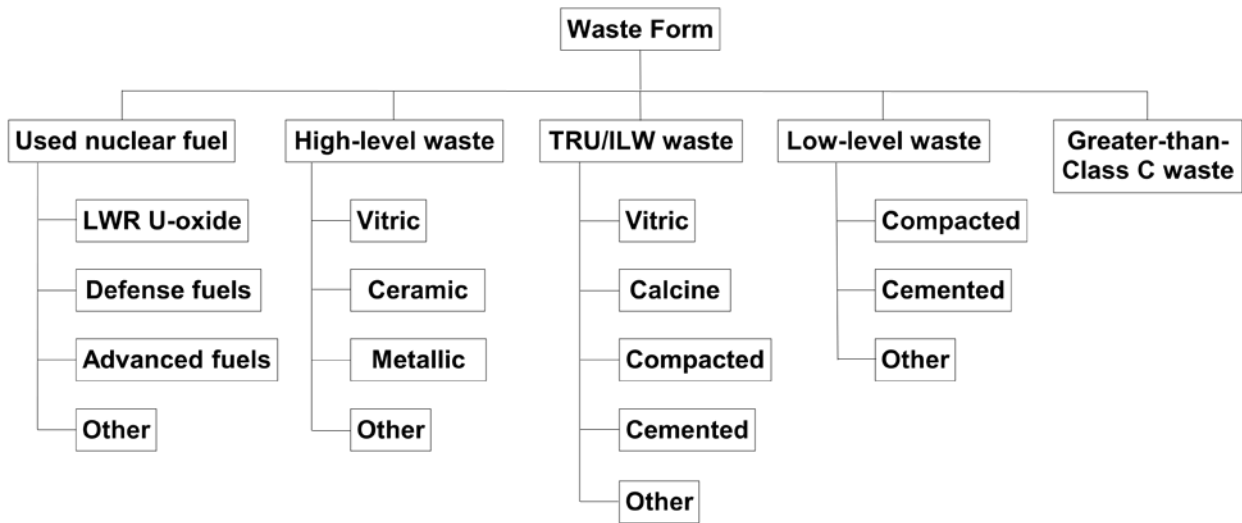 Waste Form
Used nuclear fuel
LWR U-oxide
Defense fuels
Advanced fuels
Other
High-level waste
Vitric
Ceramic
Metallic
Other
TRU/ILW waste
Vitric
Calcine
Compacted
Cemented
Other
Low-level waste
Compacted
Cemented
Other
Greater-than-
Class C waste